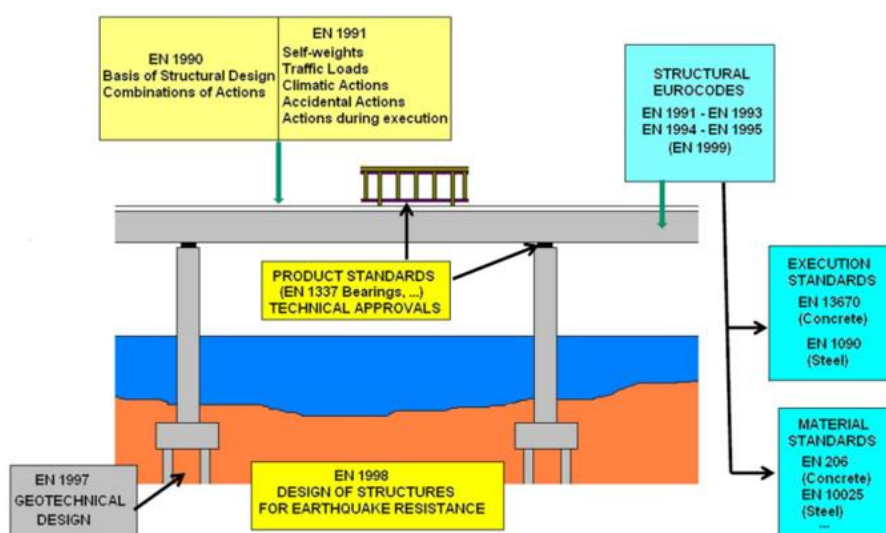 EN 1990
Basis of Structural Design
Combinations of Actions
EN 1991
Self-weights
Traffic Loads
Climatic Actions
Accidental Actions
Actions during execution
STRUCTURAL
EUROCODES
EN 1991 - EN 1993
EN 1994 - EN 1995
(EN 1999)
PRODUCT STANDARDS
(EN 1337 Bearings, ...)
TECHNICAL APPROVALS
EXECUTION
STANDARDS
EN 13670
(Concrete)
EN 1090
(Steel)
MATERIAL
STANDARDS
EN 206
(Concrete)
EN 10025
(Steel)
...
EN 1997
GEOTECHNICAL
DESIGN
EN 1998
DESIGN OF STRUCTURES
FOR EARTHQUAKE RESISTANCE